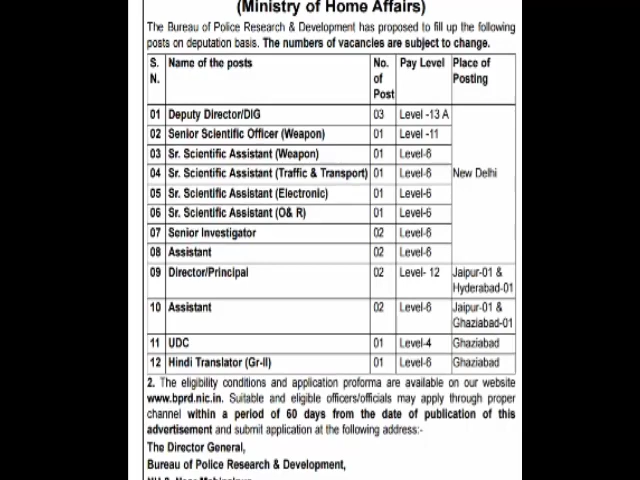 (Ministry of Home Affairs)
The Bureau of Police Research & Development has proposed to fill up the following
posts on deputation basis. The numbers of vacancies are subject to change.
S. N. Name of the posts No. of Post Pay Level Place of Posting
01 Deputy Director/DIG 03 Level -13 A
02 Senior Scientific Officer (Weapon) 01 Level -11
03 Sr. Scientific Assistant (Weapon) 01 Level-6
04 Sr. Scientific Assistant (Traffic & Transport) 01 Level-6 New Delhi
05 Sr. Scientific Assistant (Electronic) 01 Level-6
06 Sr. Scientific Assistant (O& R) 01 Level-6
07 Senior Investigator 02 Level-6
08 Assistant 02 Level-6
09 Director/Principal 02 Level- 12 Jaipur-01 & Hyderabad-01
10 Assistant 02 Level-6 Jaipur-01 & Ghaziabad-01
11 UDC 01 Level-4 Ghaziabad
12 Hindi Translator (Gr-II) 01 Level-6 Ghaziabad
2. The eligibility conditions and application proforma are available on our website
www.bprd.nic.in. Suitable and eligible officers/officials may apply through proper
channel within a period of 60 days from the date of publication of this
advertisement and submit application at the following address:-
The Director General,
Bureau of Police Research & Development,